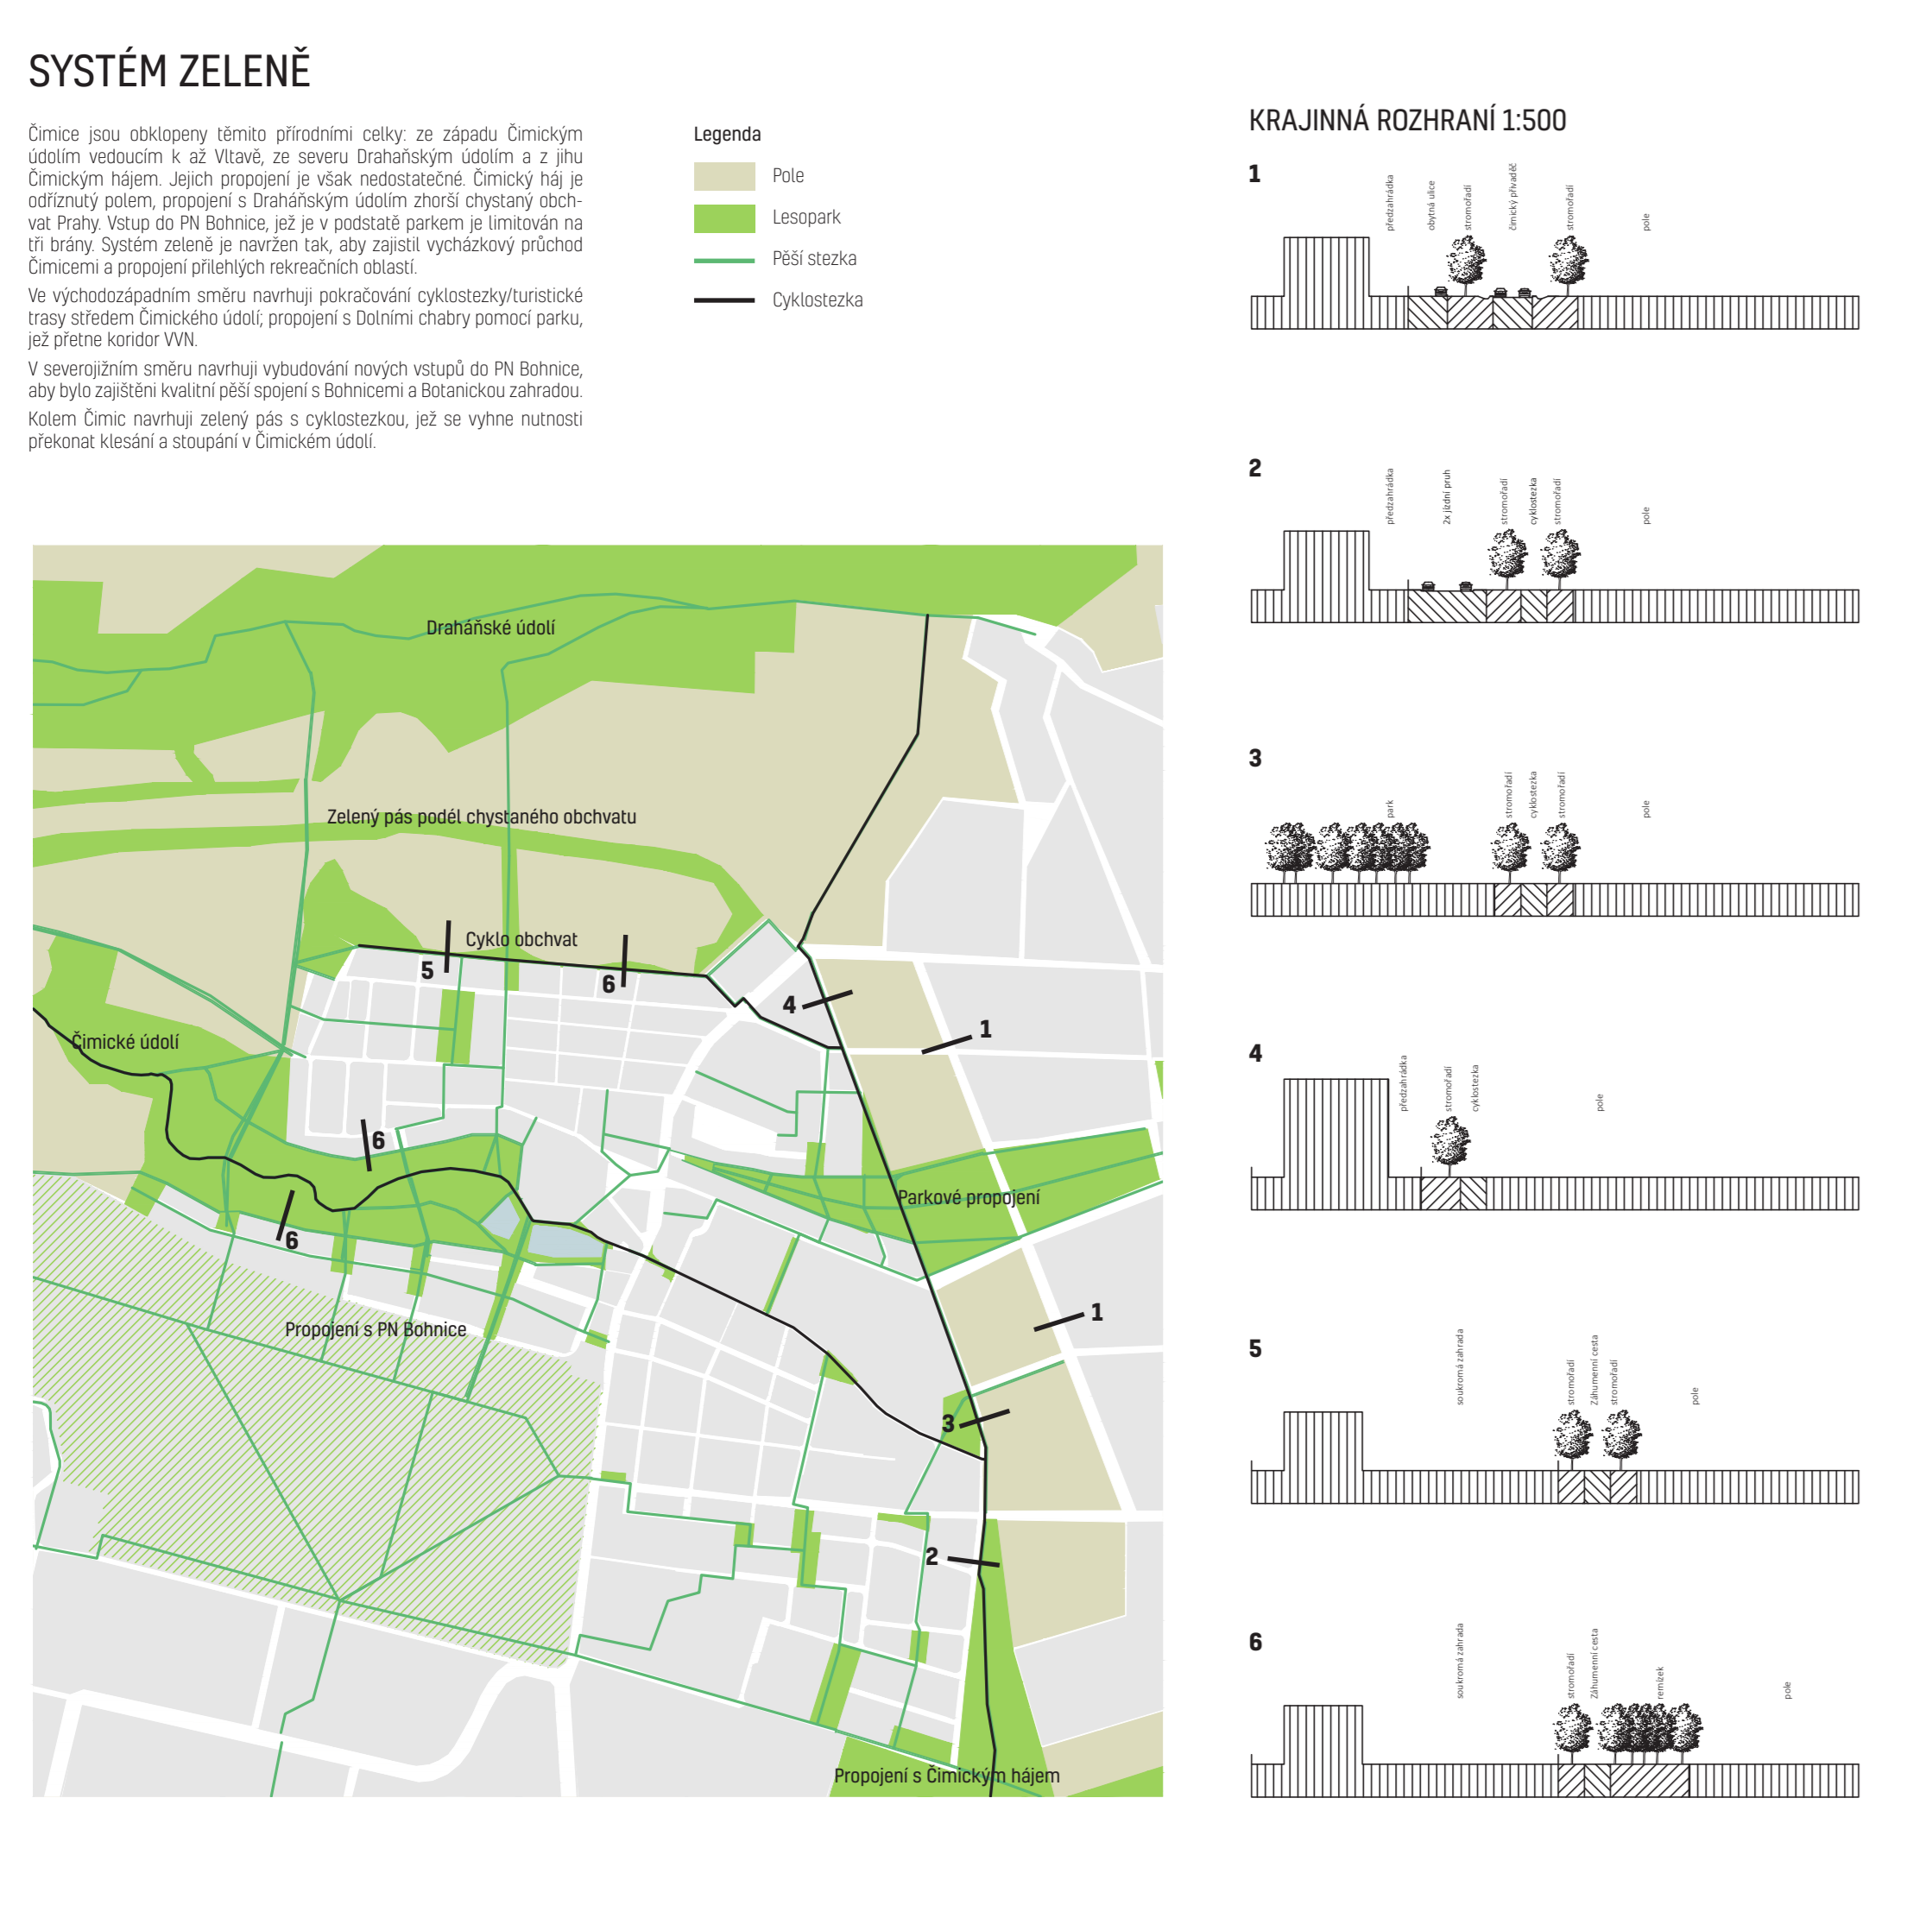 SYSTÉM ZELENĚ
Čimice jsou obklopeny těmito přírodními celky: ze západu Čimickým
údolím vedoucím k až Vltavě, ze severu Drahaňským údolím a z jihu
Čimickým hájem. Jejich propojení je však nedostatečné. Čimický háj je
odříznutý polem, propojení s Draháňským údolím zhorší chystaný obch-
vat Prahy. Vstup do PN Bohnice, jež je v podstatě parkem je limitován na
tři brány. Systém zeleně je navržen tak, aby zajistil vycházkový průchod
Čimicemi a propojení přilehlých rekreačních oblastí.
Ve východozápadním směru navrhuji pokračování cyklostezky/turistické
trasy středem Čimického údolí; propojení s Dolními chabry pomocí parku,
jež přetne koridor VVN.
V severojižním směru navrhuji vybudování nových vstupů do PN Bohnice,
aby bylo zajištěni kvalitní pěší spojení s Bohnicemi a Botanickou zahradou.
Kolem Čimic navrhuji zelený pás s cyklostezkou, jež se vyhne nutnosti
překonat klesání a stoupání v Čimickém údolí.
Legenda
Pole
Lesopark
Pěší stezka
Cyklostezka
Draháňské údolí
Zelený pás podél chystaného obchvatu
Cyklo obchvat
5
6
4
1
Čimické údolí
6
Parkové propojení
6
Propojení s PN Bohnice
1
3
2
Propojení s Čimickým hájem
KRAJINNÁ ROZHRANÍ 1:500
1
předzahrádka
obytná ulice
stromořadí
čimický přivaděč
stromořadí
pole
2
předzahrádka
2x jízdní pruh
stromořadí
cyklostezka
stromořadí
pole
3
park
stromořadí
cyklostezka
stromořadí
pole
4
předzahrádka
stromořadí
cyklostezka
pole
5
soukromá zahrada
stromořadí
Záhumenní cesta
stromořadí
pole
6
soukromá zahrada
stromořadí
Záhumenní cesta
remízek
pole